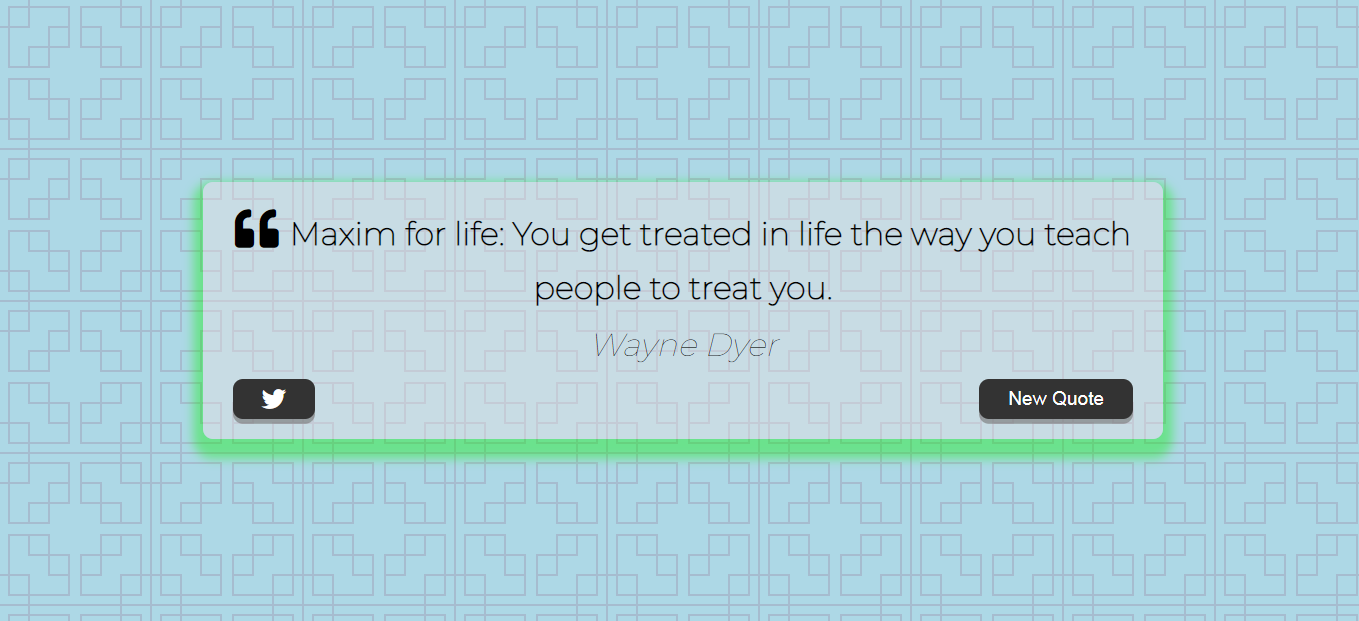 “ Maxim for life: You get treated in life the way you teach
people to treat you.
Wayne Dyer
New Quote